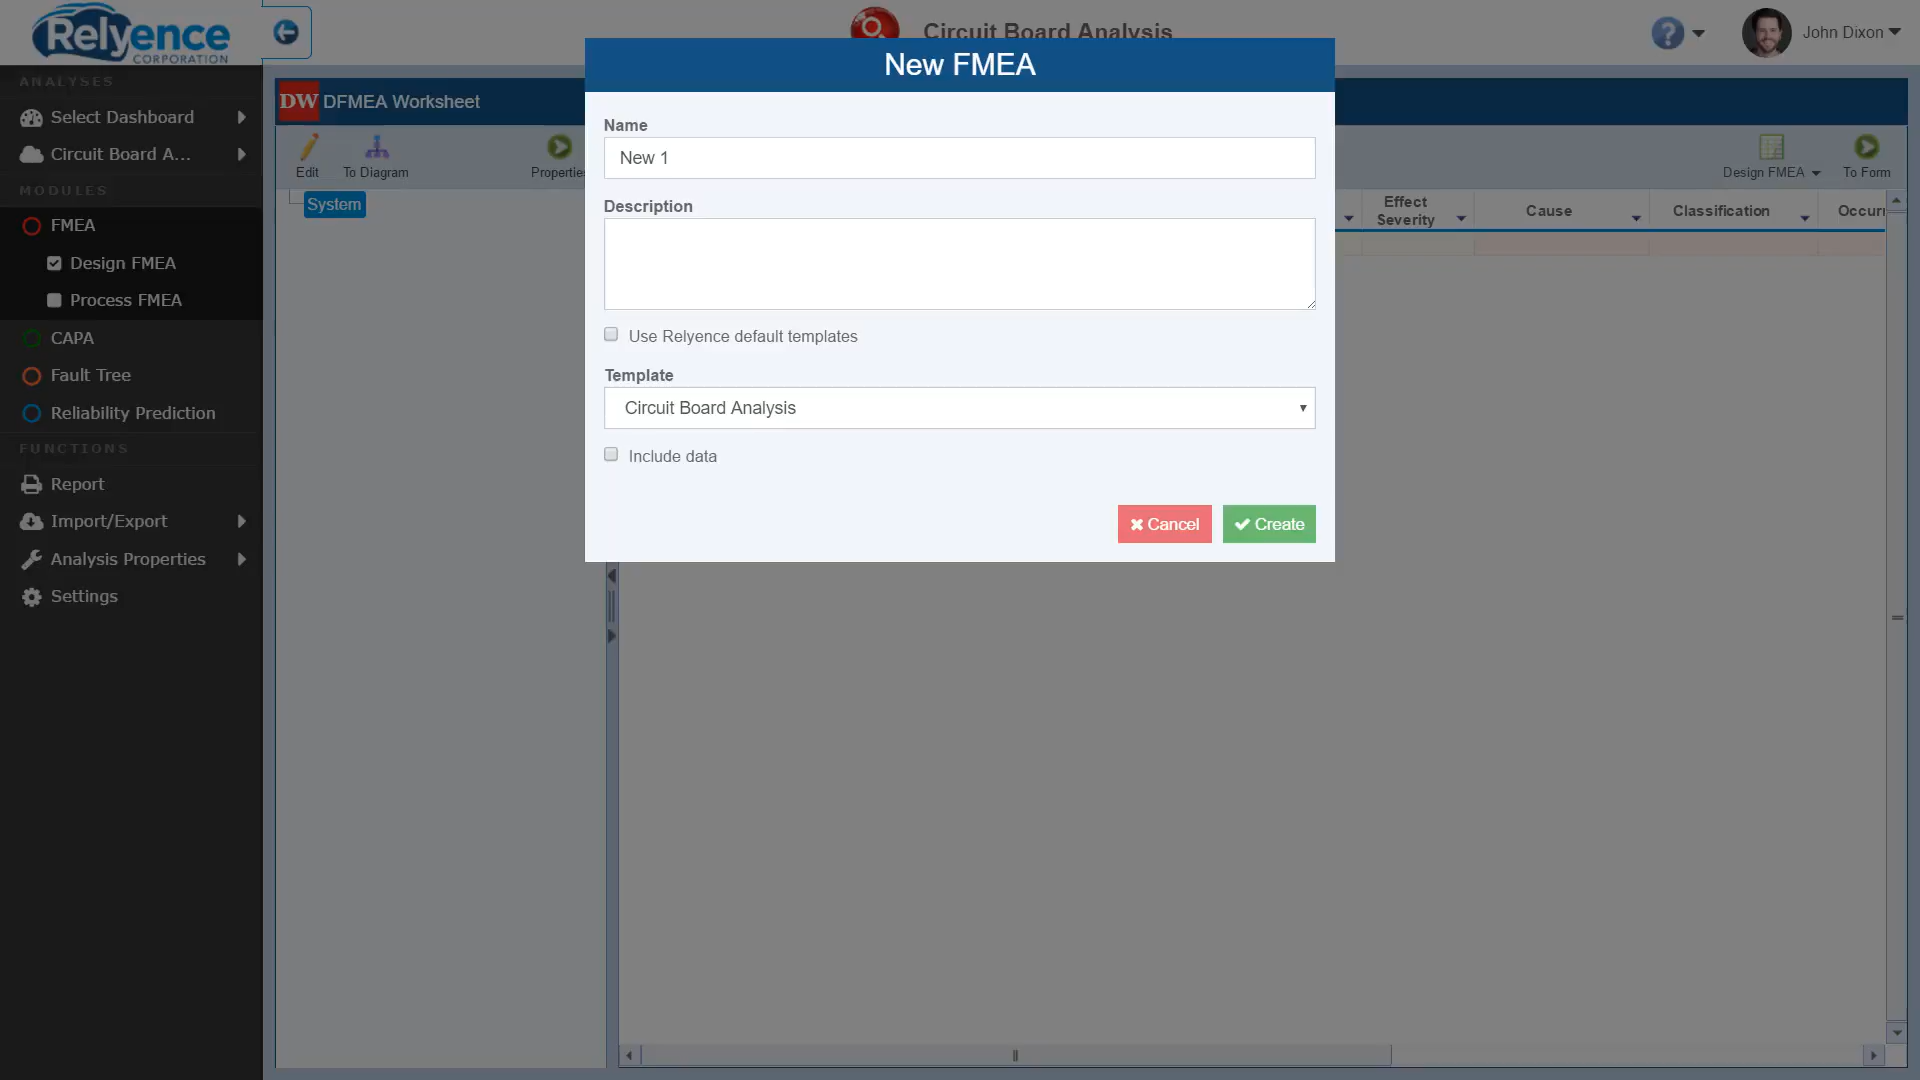 Relyence
CORPORATION
Circuit Board Analysis
?
John Dixon
ANALYSES
Select Dashboard
Circuit Board A...
MODULES
FMEA
Design FMEA
Process FMEA
CAPA
Fault Tree
Reliability Prediction
FUNCTIONS
Report
Import/Export
Analysis Properties
Settings
DW DFMEA Worksheet
Edit
To Diagram
Properties
System
Design FMEA
To Form
Effect
Severity
Cause
Classification
Occurr
New FMEA
Name
New 1
Description
Use Relyence default templates
Template
Circuit Board Analysis
Include data
Cancel
Create